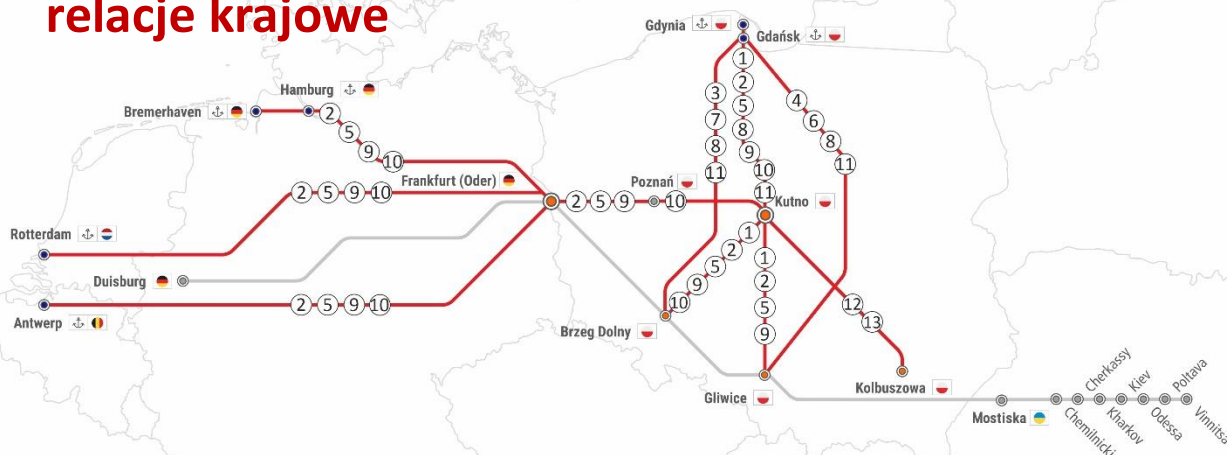 relacje krajowe
Gdynia
Gdańsk
1
2
5
8
9
10
11
3
7
8
11
4
6
8
11
Hamburg
Bremerhaven
2
5
9
10
Frankfurt (Oder)
2 5 9 10
Poznań
2 5 9 10
Kutno
Rotterdam
Duisburg
2 5 9 10
Antwerp
1
2
5
9
10
1
2
5
9
12
13
Brzeg Dolny
Gliwice
Kolbuszowa
Mostiska
Chemilnicki
Cherkassy
Kharkov
Kiev
Odessa
Poltava
Vinnitsa